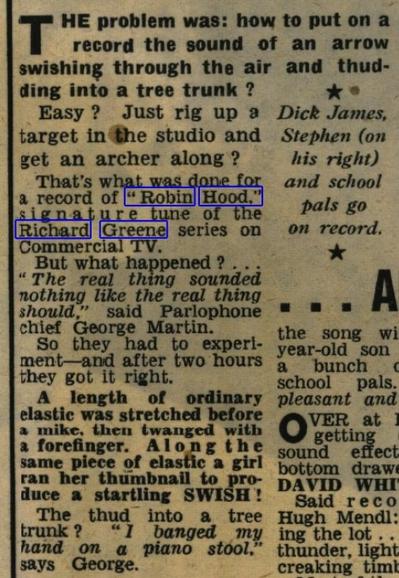 THE problem was: how to put on a
record the sound of an arrow
swishing through the air and thud-
ding into a tree trunk?
Easy? Just rig up a
target in the studio and
get an archer along?
That's what was done for
a record of "Robin Hood,"
signature tune of the
Richard Greene series on
Commercial TV.
But what happened? ...
"The real thing sounded
nothing like the real thing
should," said Parlophone
chief George Martin.
So they had to experi-
ment—and after two hours
they got it right.
A length of ordinary
elastic was stretched before
a mike, then twanged with
a forefinger. Along the
same piece of elastic a girl
ran her thumbnail to pro-
duce a startling SWISH!
The thud into a tree
trunk? "I banged my
hand on a piano stool,"
says George.
★
Dick James,
Stephen (on
his right)
and school
pals go
on record.
★
... A
the song wi
year-old son
a bunch
school pals.
pleasant and
OVER at
getting
sound effect
bottom drawe
DAVID WHI
Said reco
Hugh Mendl:
ing the lot ..
thunder, light
creaking timb